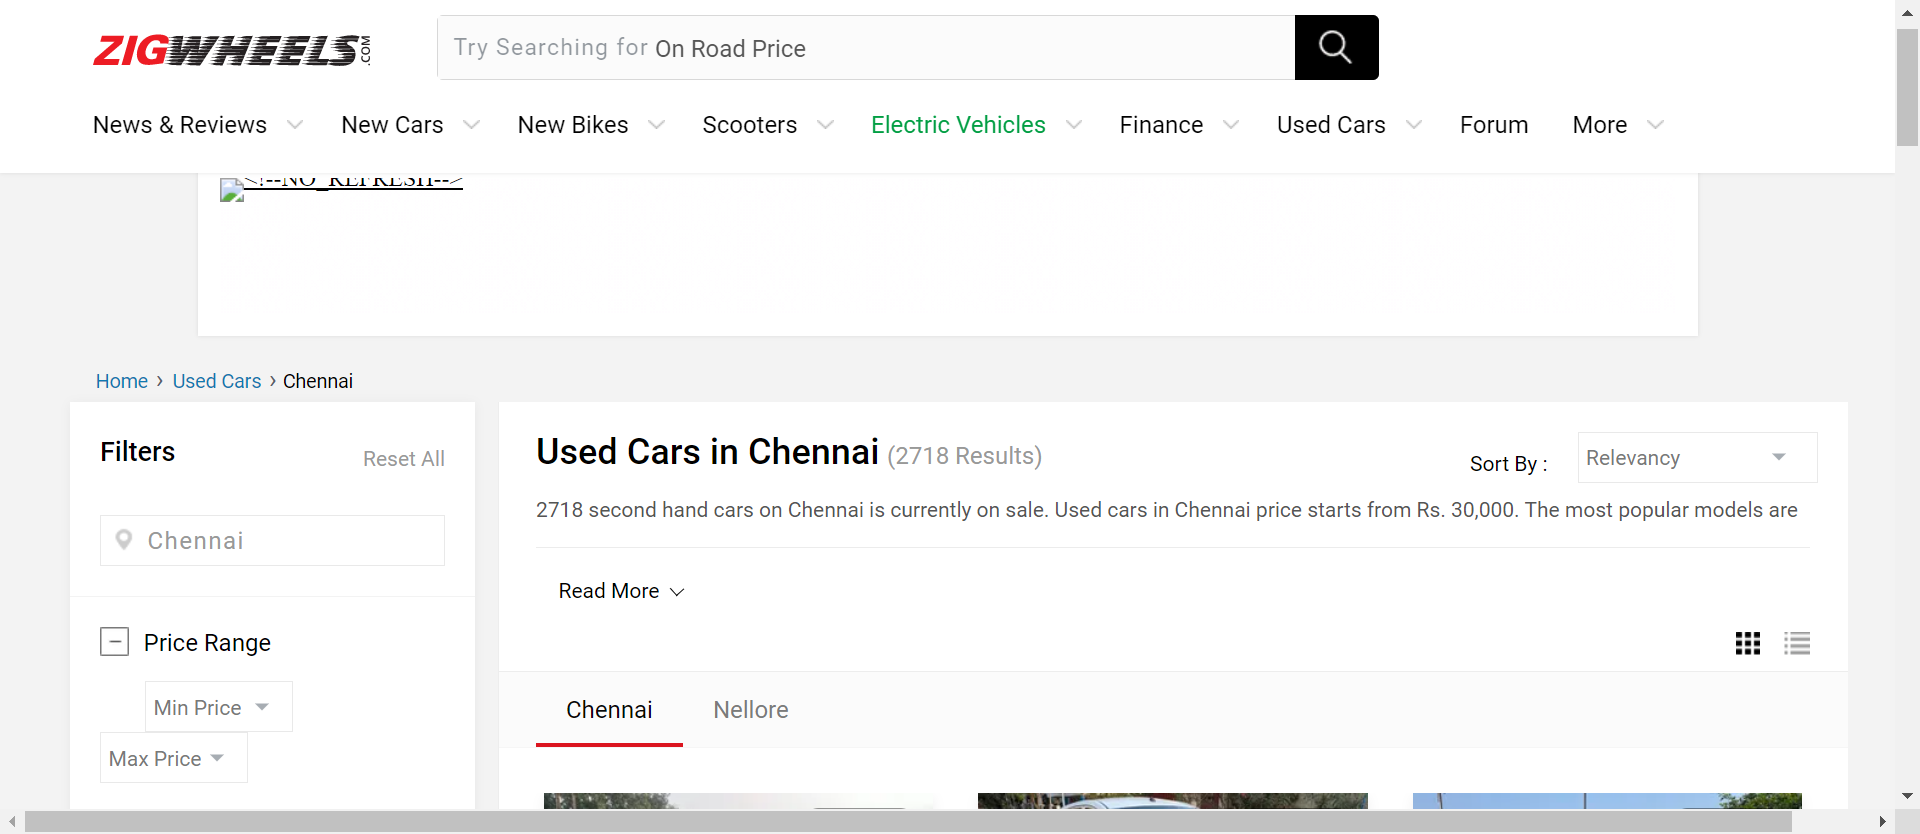 ZIGWHEELS.COM
Try Searching for On Road Price
News & Reviews New Cars New Bikes Scooters Electric Vehicles Finance Used Cars Forum More
<!--NO_REFRESH-->
Home › Used Cars › Chennai
Filters
Reset All
Chennai
Price Range
Min Price
Max Price
Used Cars in Chennai (2718 Results)
Sort By :
Relevancy
2718 second hand cars on Chennai is currently on sale. Used cars in Chennai price starts from Rs. 30,000. The most popular models are
Read More
Chennai Nellore